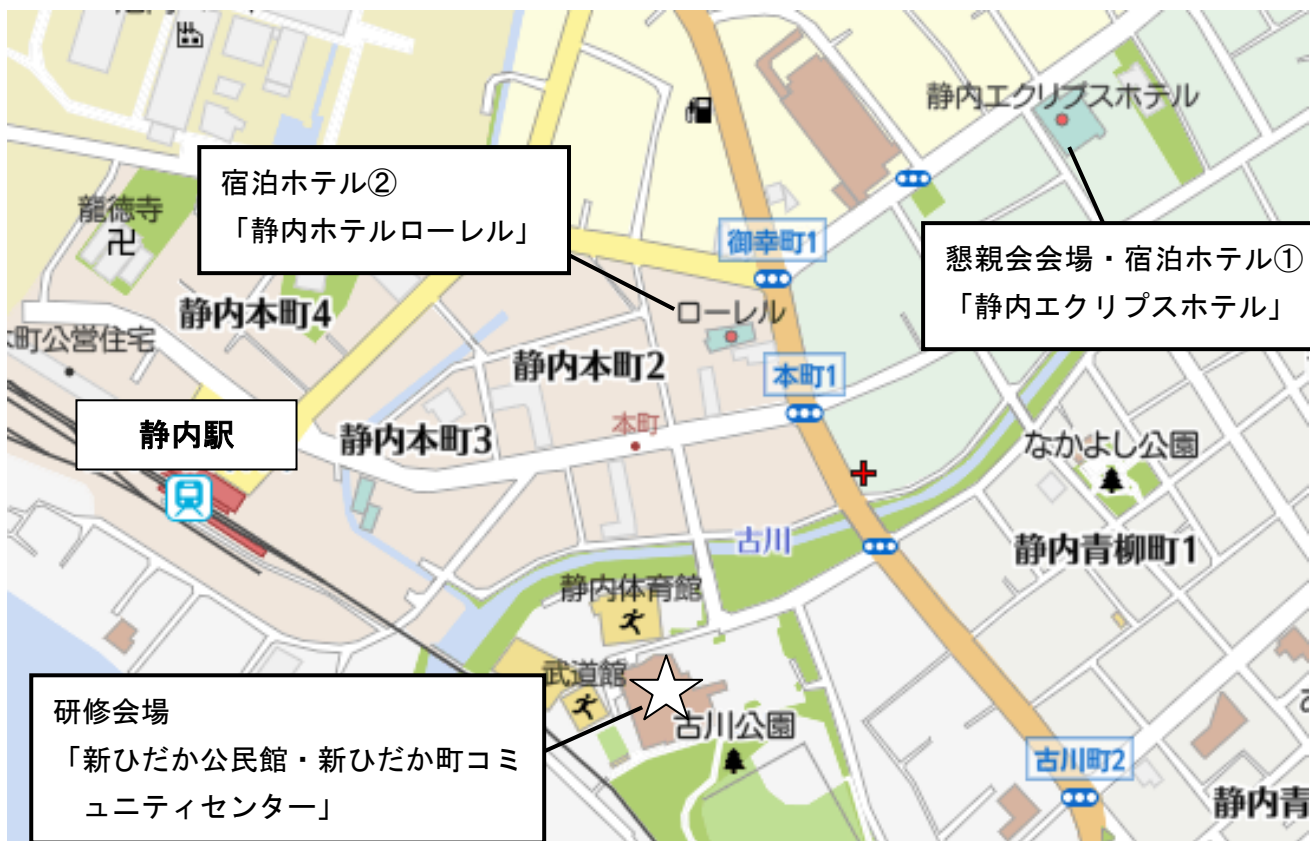 静内エクリプスホテル
宿泊ホテル②
「静内ホテルローレル」
龍徳寺
御幸町1
懇親会会場・宿泊ホテル①
「静内エクリプスホテル」
静内本町4
ローレル
町公営住宅
静内本町2
本町1
静内駅
静内本町3
本町
なかよし公園
古川
静内青柳町1
静内体育館
武道館
研修会場
「新ひだか公民館・新ひだか町コミ
ュニティセンター」
古川公園
古川町2
静内青